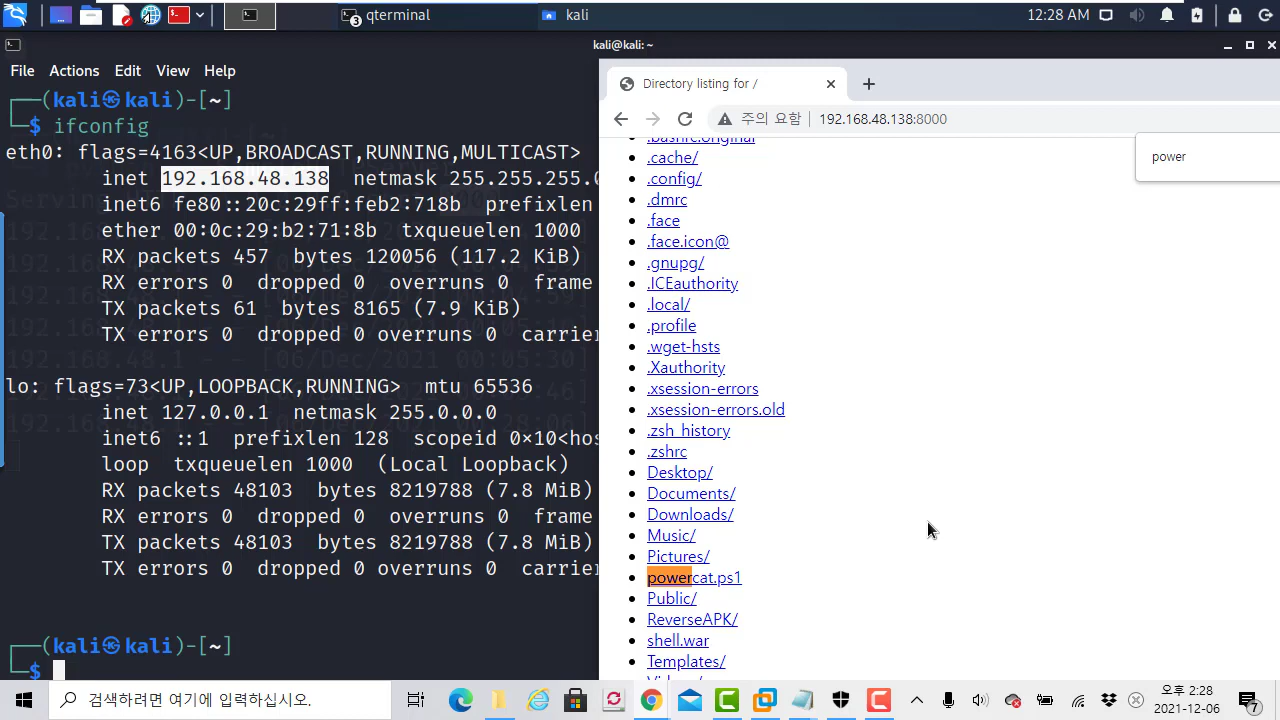 qterminal
3
kali
12:28 AM
kali@kali: ~
File Actions Edit View Help
┌──(kali㉿kali)-[~]
└─$ ifconfig
eth0: flags=4163<UP,BROADCAST,RUNNING,MULTICAST>
inet 192.168.48.138 netmask 255.255.255.0
inet6 fe80::20c:29ff:feb2:718b prefixlen
ether 00:0c:29:b2:71:8b txqueuelen 1000
RX packets 457 bytes 120056 (117.2 KiB)
RX errors 0 dropped 0 overruns 0 frame
TX packets 61 bytes 8165 (7.9 KiB)
TX errors 0 dropped 0 overruns 0 carrier
lo: flags=73<UP,LOOPBACK,RUNNING> mtu 65536
inet 127.0.0.1 netmask 255.0.0.0
inet6 ::1 prefixlen 128 scopeid 0×10<hos
loop txqueuelen 1000 (Local Loopback)
RX packets 48103 bytes 8219788 (7.8 MiB)
RX errors 0 dropped 0 overruns 0 frame
TX packets 48103 bytes 8219788 (7.8 MiB)
TX errors 0 dropped 0 overruns 0 carrier
┌──(kali㉿kali)-[~]
└─$
Directory listing for /
주의 요함 192.168.48.138:8000
power
.bashrc.original
.cache/
.config/
.dmrc
.face
.face.icon@
.gnupg/
.ICEauthority
.local/
.profile
.wget-hsts
.Xauthority
.xsession-errors
.xsession-errors.old
.zsh_history
.zshrc
Desktop/
Documents/
Downloads/
Music/
Pictures/
powercat.ps1
Public/
ReverseAPK/
shell.war
Templates/
검색하려면 여기에 입력하십시오.
오후 2:28
2021-12-06
7